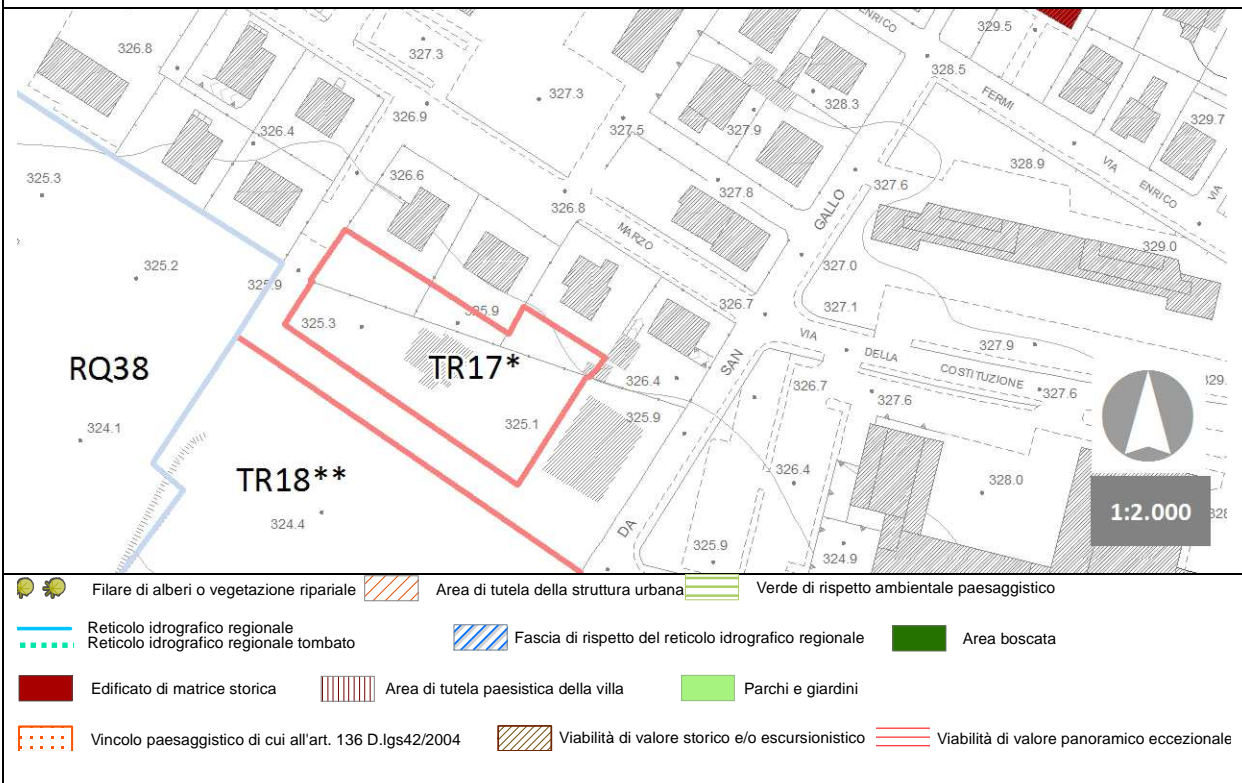 326.8
327.3
ENRICO
329.5
328.5
FERMI
VIA
ENRICO
VIA
329.7
327.3
328.3
326.9
327.5
327.9
326.4
328.9
325.3
326.6
327.8
327.6
326.8
GALLO
MARZO
329.0
325.2
327.0
325.9
326.7
327.1
325.9
325.3
VIA
DELLA
COSTITUZIONE
327.9
RQ38
TR17*
SAN
326.4
326.7
327.6
327.6
329.
325.1
325.9
324.1
TR18**
326.4
328.0
1:2.000
324.4
DA
325.9
324.9
Filare di alberi o vegetazione ripariale
Area di tutela della struttura urbana
Verde di rispetto ambientale paesaggistico
Reticolo idrografico regionale
Reticolo idrografico regionale tombato
Fascia di rispetto del reticolo idrografico regionale
Area boscata
Edificato di matrice storica
Area di tutela paesistica della villa
Parchi e giardini
Vincolo paesaggistico di cui all'art. 136 D.lgs42/2004
Viabilità di valore storico e/o escursionistico
Viabilità di valore panoramico eccezionale